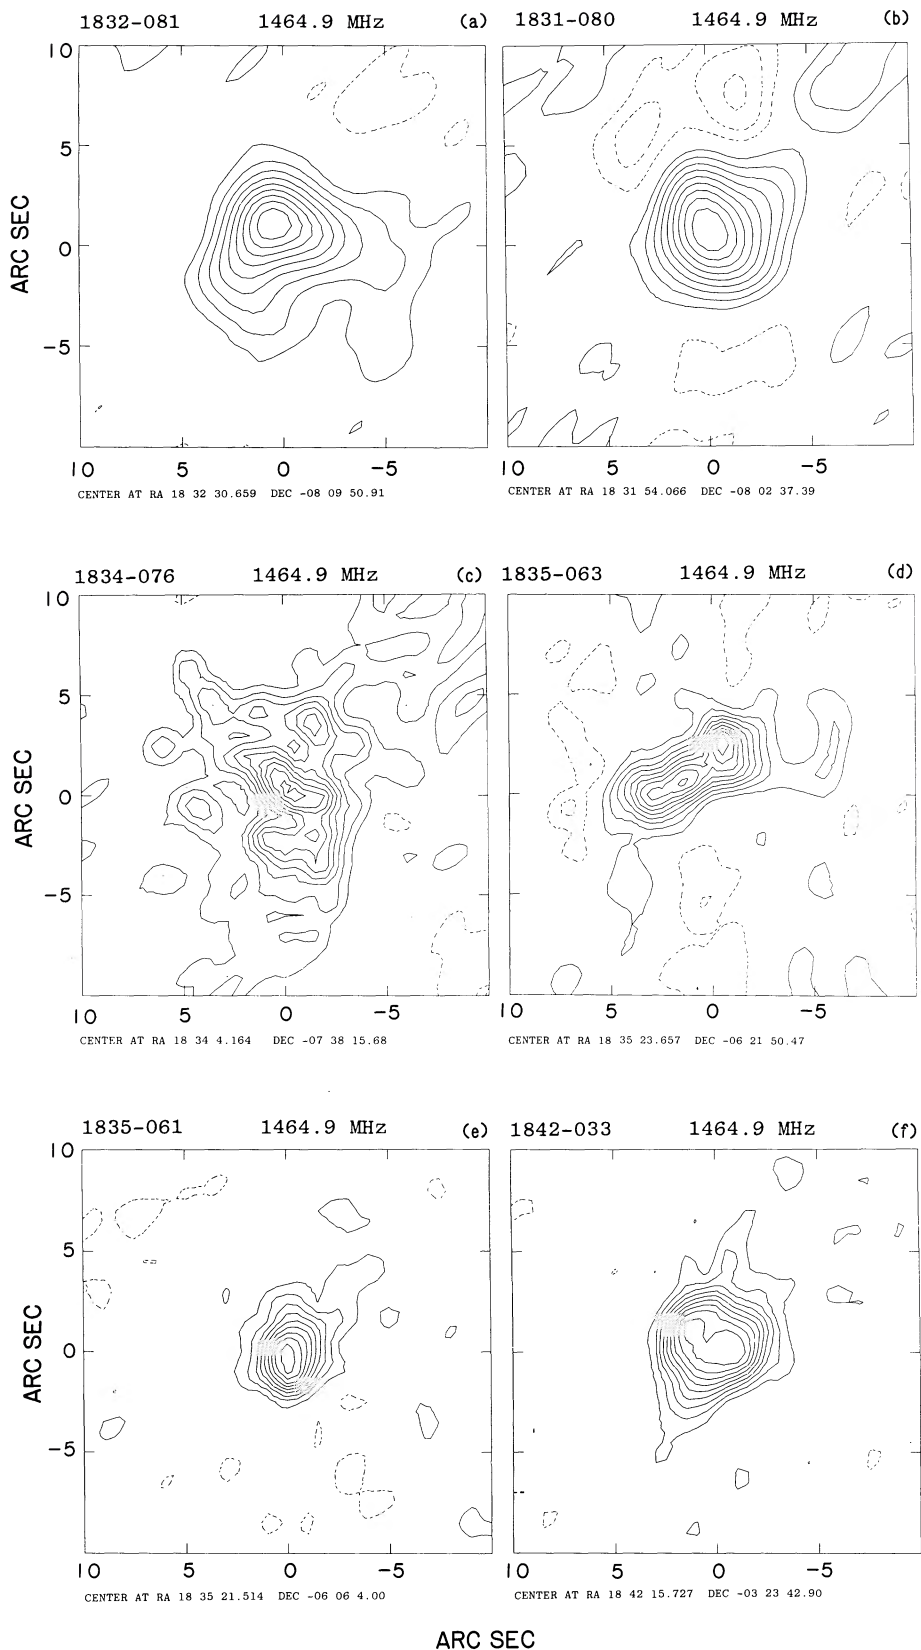 1832-081 1464.9 MHz (a)
1831-080 1464.9 MHz (b)
10
5
0
-5
ARC SEC
10 5 0 -5
10 5 0 -5
CENTER AT RA 18 32 30.659 DEC -08 09 50.91
CENTER AT RA 18 31 54.066 DEC -08 02 37.39
1834-076 1464.9 MHz (c)
1835-063 1464.9 MHz (d)
10
5
0
-5
ARC SEC
10 5 0 -5
10 5 0 -5
CENTER AT RA 18 34 4.164 DEC -07 38 15.68
CENTER AT RA 18 35 23.657 DEC -06 21 50.47
1835-061 1464.9 MHz (e)
1842-033 1464.9 MHz (f)
10
5
0
-5
ARC SEC
10 5 0 -5
5 0 -5
CENTER AT RA 18 35 21.514 DEC -06 06 4.00
CENTER AT RA 18 42 15.727 DEC -03 23 42.90
ARC SEC